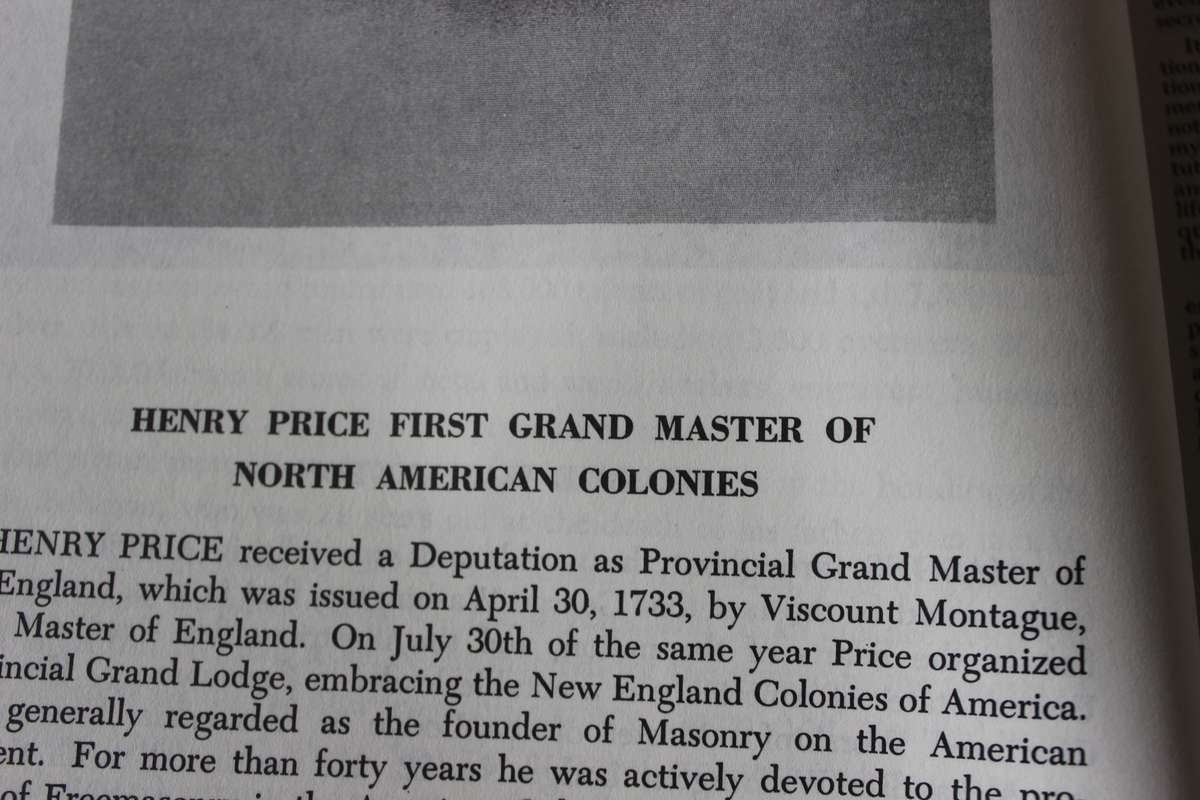 HENRY PRICE FIRST GRAND MASTER OF
NORTH AMERICAN COLONIES
HENRY PRICE received a Deputation as Provincial Grand Master of
England, which was issued on April 30, 1733, by Viscount Montague,
Master of England. On July 30th of the same year Price organized
incial Grand Lodge, embracing the New England Colonies of America.
generally regarded as the founder of Masonry on the American
ent. For more than forty years he was actively devoted to the pro-
of